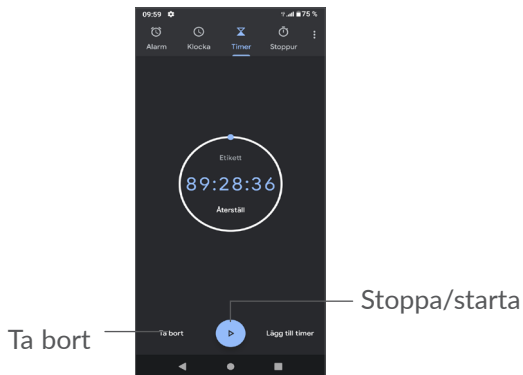 09:59 75 %
Alarm Klocka Timer Stoppur
Etikett
89:28:36
Återställ
Stoppa/starta
Ta bort Ta bort Lägg till timer